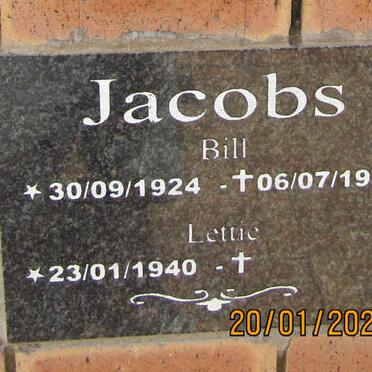 Jacobs
Bill
* 30/09/1924 - ✝ 06/07/19
Lettie
* 23/01/1940 - ✝
20/01/202